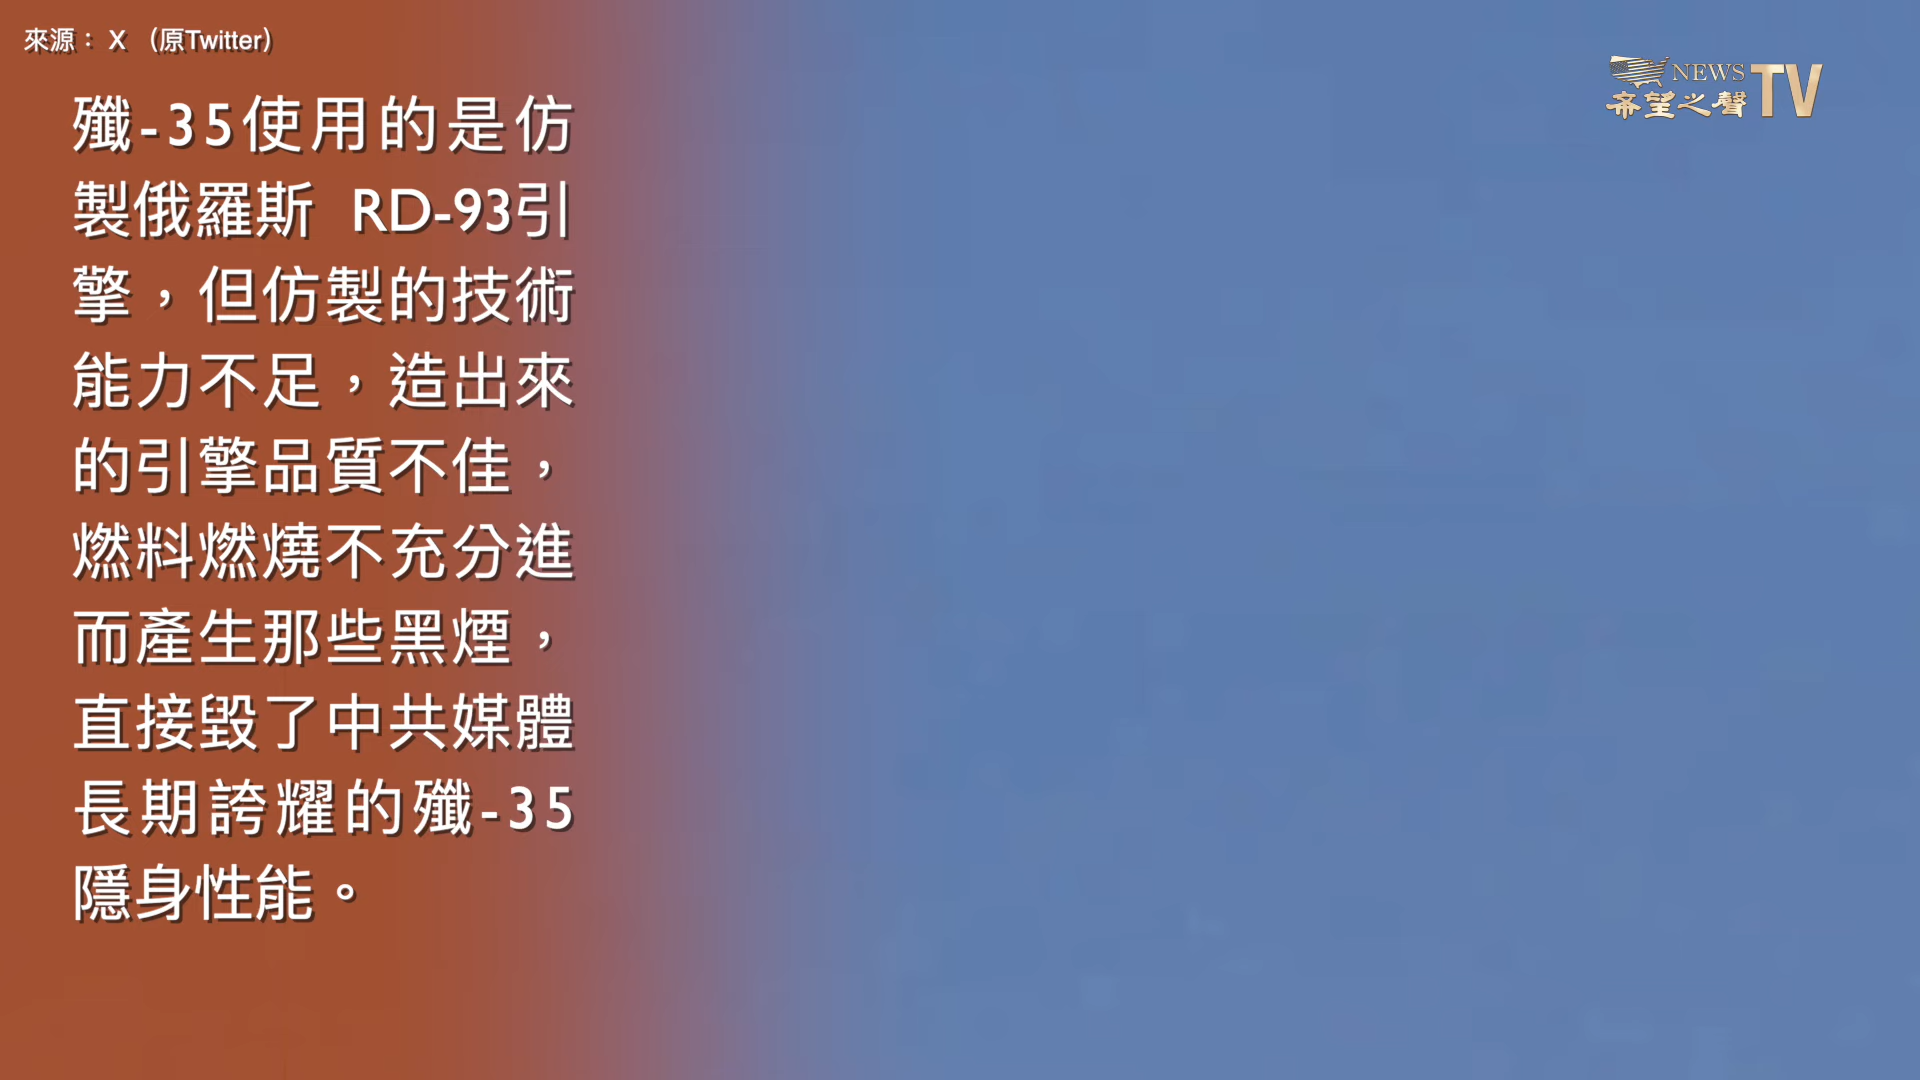 來源： X （原Twitter）
NEWS
希望之聲TV
殲-35使用的是仿
製俄羅斯 RD-93引
擎，但仿製的技術
能力不足，造出來
的引擎品質不佳，
燃料燃燒不充分進
而產生那些黑煙，
直接毀了中共媒體
長期誇耀的殲-35
隱身性能。